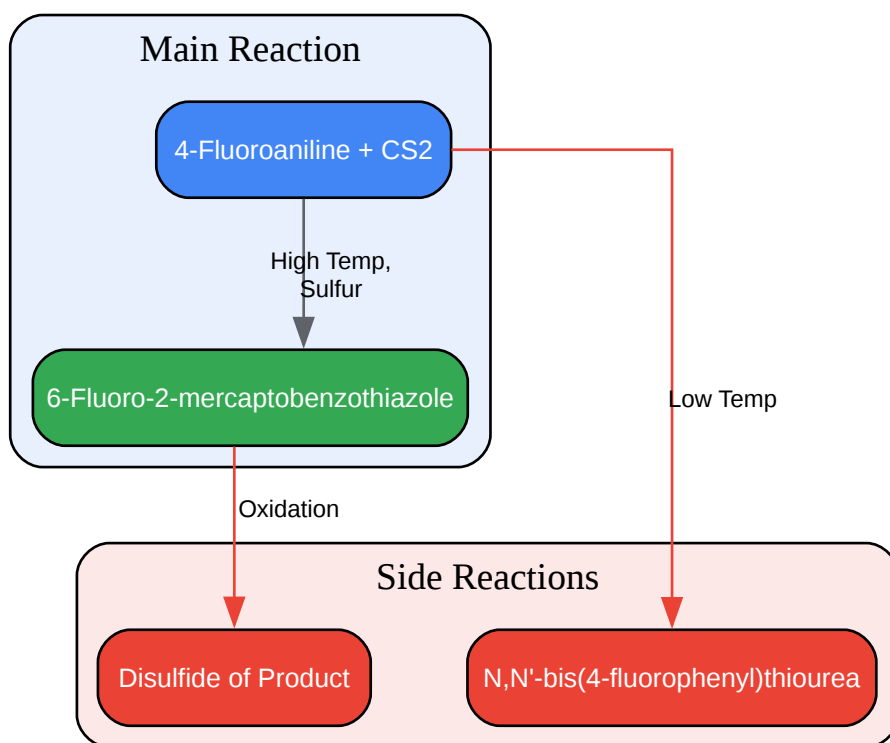 Main Reaction
4-Fluoroaniline + CS2
High Temp,
Sulfur
6-Fluoro-2-mercaptobenzothiazole
Low Temp
Oxidation
Side Reactions
Disulfide of Product
N,N'-bis(4-fluorophenyl)thiourea